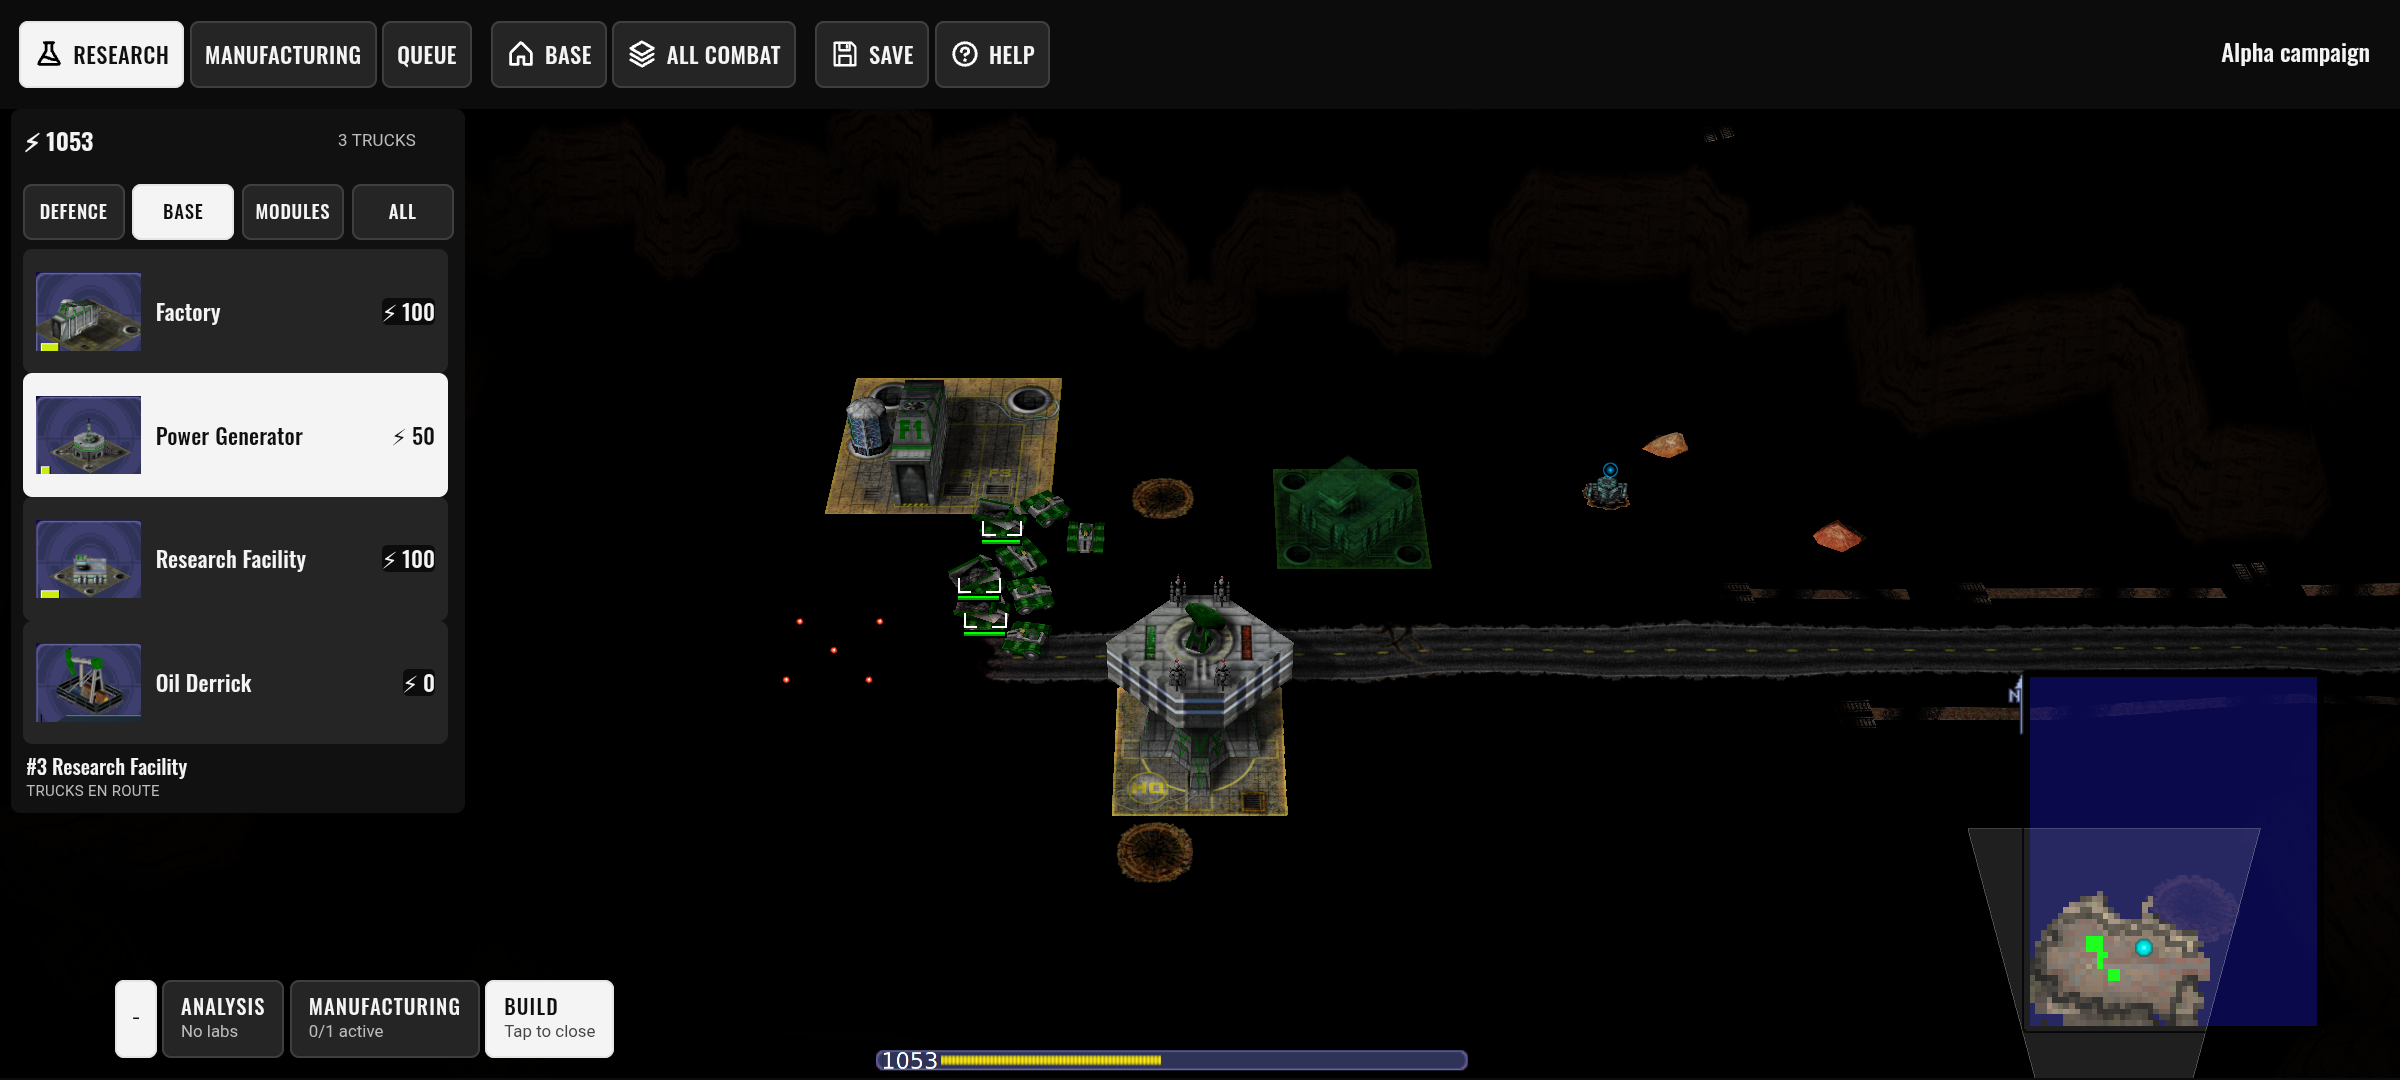 RESEARCH
MANUFACTURING
QUEUE
BASE
ALL COMBAT
SAVE
HELP
Alpha campaign
1053
3 TRUCKS
DEFENCE
BASE
MODULES
ALL
Factory
100
Power Generator
50
Research Facility
100
Oil Derrick
0
#3 Research Facility
TRUCKS EN ROUTE
F1
HQ
N
-
ANALYSIS
No labs
MANUFACTURING
0/1 active
BUILD
Tap to close
1053